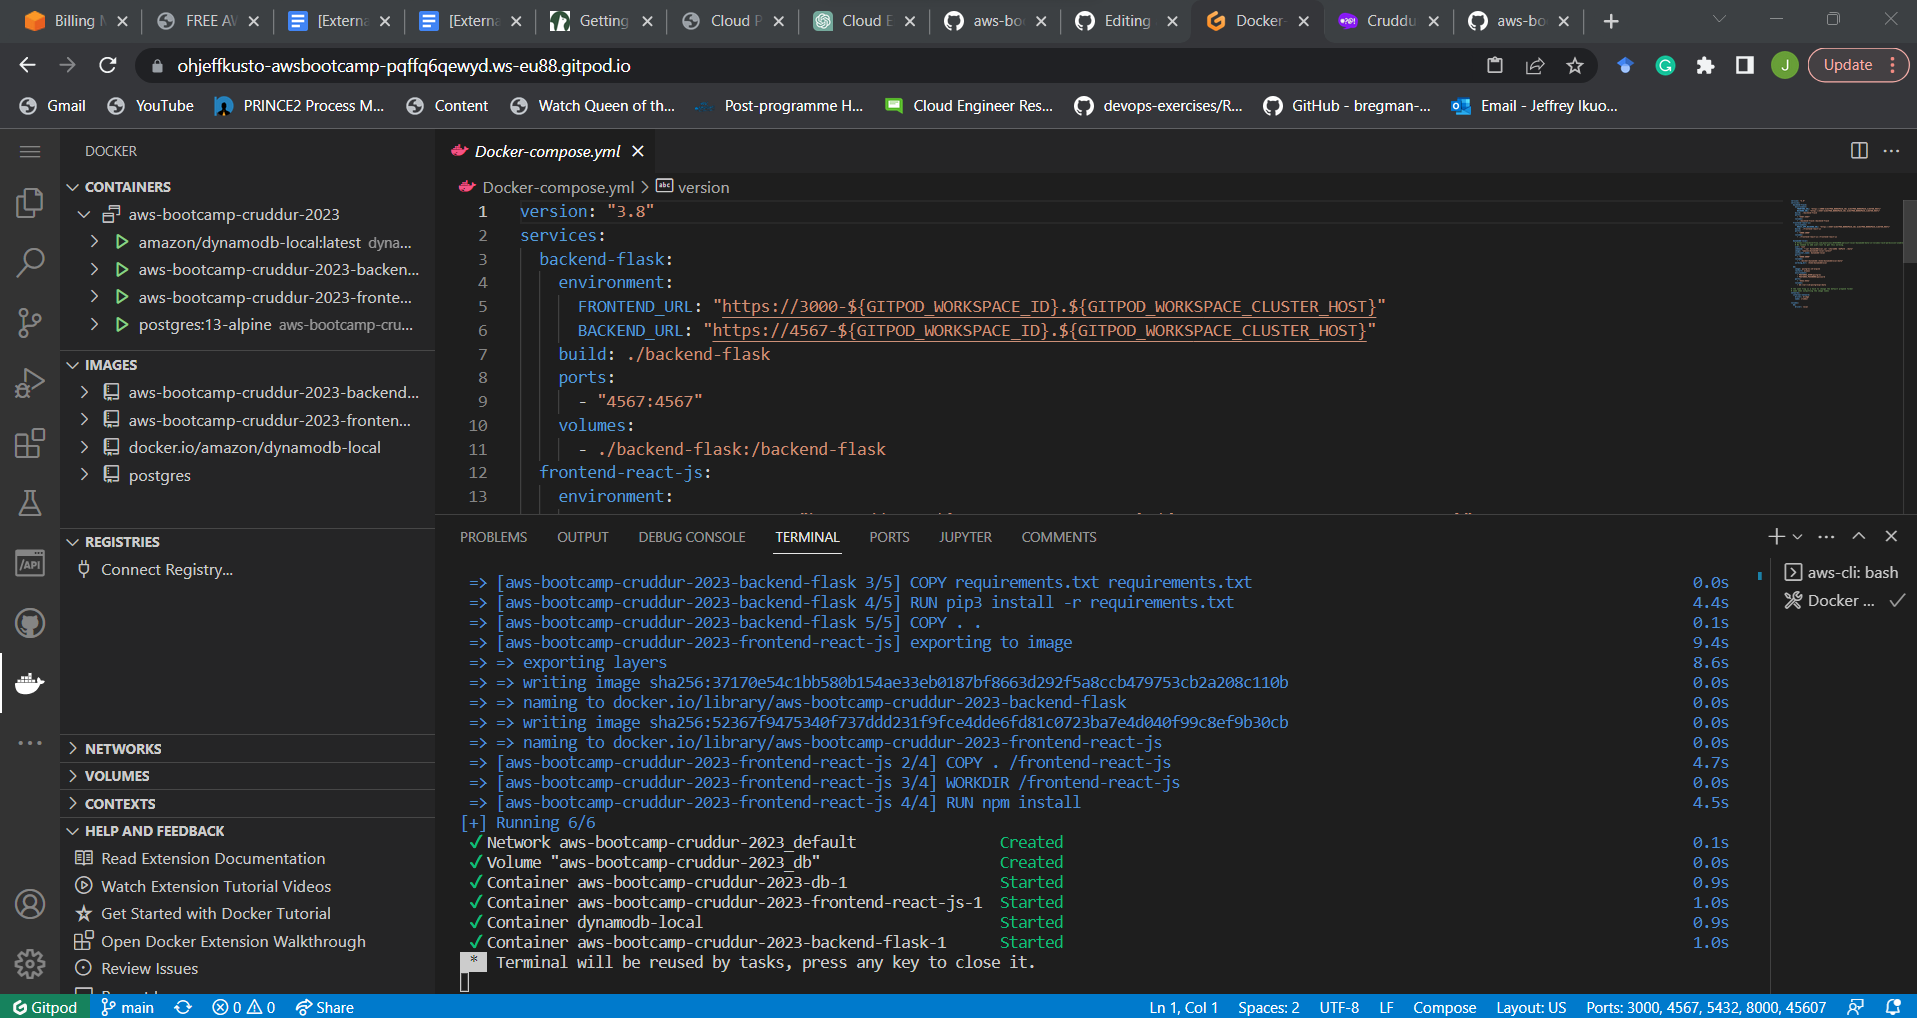 Billing M
FREE AW
[Externa
[Externa
Getting
Cloud P
Cloud E
aws-boo
Editing
Docker-
Cruddu
aws-boo
ohjeffkusto-awsbootcamp-pqffq6qewyd.ws-eu88.gitpod.io
J
Update
Gmail
YouTube
PRINCE2 Process M...
Content
Watch Queen of th...
Post-programme H...
Cloud Engineer Res...
devops-exercises/R...
GitHub - bregman-...
Email - Jeffrey Ikuo...
DOCKER
CONTAINERS
aws-bootcamp-cruddur-2023
amazon/dynamodb-local:latest dyna...
aws-bootcamp-cruddur-2023-backen...
aws-bootcamp-cruddur-2023-fronte...
postgres:13-alpine aws-bootcamp-cru...
IMAGES
aws-bootcamp-cruddur-2023-backend...
aws-bootcamp-cruddur-2023-fronten...
docker.io/amazon/dynamodb-local
postgres
REGISTRIES
Connect Registry...
NETWORKS
VOLUMES
CONTEXTS
HELP AND FEEDBACK
Read Extension Documentation
Watch Extension Tutorial Videos
Get Started with Docker Tutorial
Open Docker Extension Walkthrough
Review Issues
Docker-compose.yml
Docker-compose.yml > version
1 version: "3.8"
2 services:
3 backend-flask:
4 environment:
5 FRONTEND_URL: "https://3000-${GITPOD_WORKSPACE_ID}.${GITPOD_WORKSPACE_CLUSTER_HOST}"
6 BACKEND_URL: "https://4567-${GITPOD_WORKSPACE_ID}.${GITPOD_WORKSPACE_CLUSTER_HOST}"
7 build: ./backend-flask
8 ports:
9 - "4567:4567"
10 volumes:
11 - ./backend-flask:/backend-flask
12 frontend-react-js:
13 environment:
PROBLEMS OUTPUT DEBUG CONSOLE TERMINAL PORTS JUPYTER COMMENTS
=> [aws-bootcamp-cruddur-2023-backend-flask 3/5] COPY requirements.txt requirements.txt 0.0s
=> [aws-bootcamp-cruddur-2023-backend-flask 4/5] RUN pip3 install -r requirements.txt 4.4s
=> [aws-bootcamp-cruddur-2023-backend-flask 5/5] COPY . . 0.1s
=> [aws-bootcamp-cruddur-2023-frontend-react-js] exporting to image 9.4s
=> => exporting layers 8.6s
=> => writing image sha256:37170e54c1bb580b154ae33eb0187bf8663d292f5a8ccb479753cb2a208c110b 0.0s
=> => naming to docker.io/library/aws-bootcamp-cruddur-2023-backend-flask 0.0s
=> => writing image sha256:52367f9475340f737ddd231f9fce4dde6fd81c0723ba7e4d040f99c8ef9b30cb 0.0s
=> => naming to docker.io/library/aws-bootcamp-cruddur-2023-frontend-react-js 0.0s
=> [aws-bootcamp-cruddur-2023-frontend-react-js 2/4] COPY . /frontend-react-js 4.7s
=> [aws-bootcamp-cruddur-2023-frontend-react-js 3/4] WORKDIR /frontend-react-js 0.0s
=> [aws-bootcamp-cruddur-2023-frontend-react-js 4/4] RUN npm install 4.5s
[+] Running 6/6
✓ Network aws-bootcamp-cruddur-2023_default Created 0.1s
✓ Volume "aws-bootcamp-cruddur-2023_db" Created 0.0s
✓ Container aws-bootcamp-cruddur-2023-db-1 Started 0.9s
✓ Container aws-bootcamp-cruddur-2023-frontend-react-js-1 Started 1.0s
✓ Container dynamodb-local Started 0.9s
✓ Container aws-bootcamp-cruddur-2023-backend-flask-1 Started 1.0s
* Terminal will be reused by tasks, press any key to close it.
aws-cli: bash
Docker ...
Gitpod main 0 0 Share Ln 1, Col 1 Spaces: 2 UTF-8 LF Compose Layout: US Ports: 3000, 4567, 5432, 8000, 45607